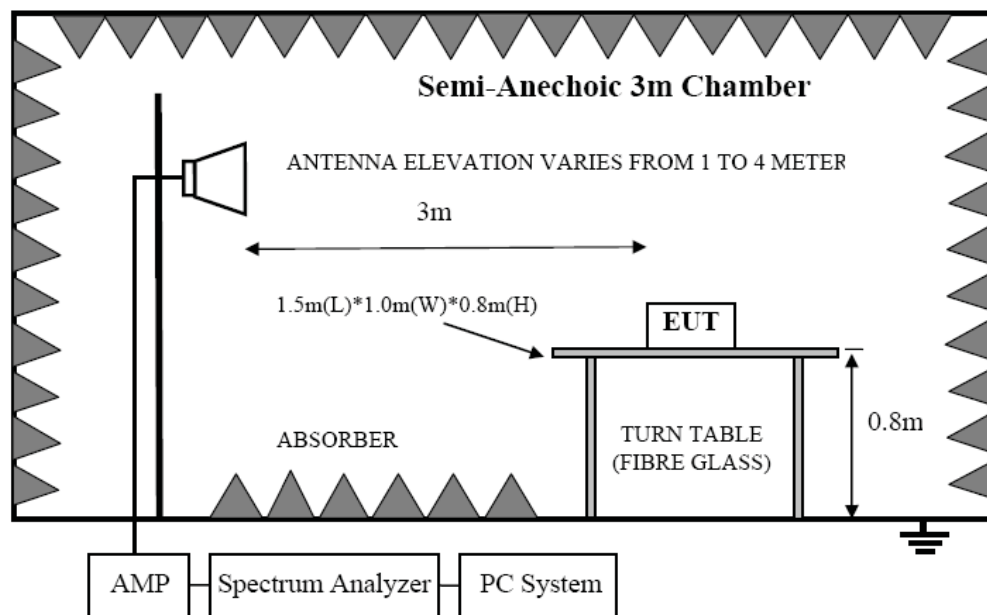 Semi-Anechoic 3m Chamber
ANTENNA ELEVATION VARIES FROM 1 TO 4 METER
3m
1.5m(L)*1.0m(W)*0.8m(H)
EUT
ABSORBER
TURN TABLE
(FIBRE GLASS)
0.8m
AMP
Spectrum Analyzer
PC System